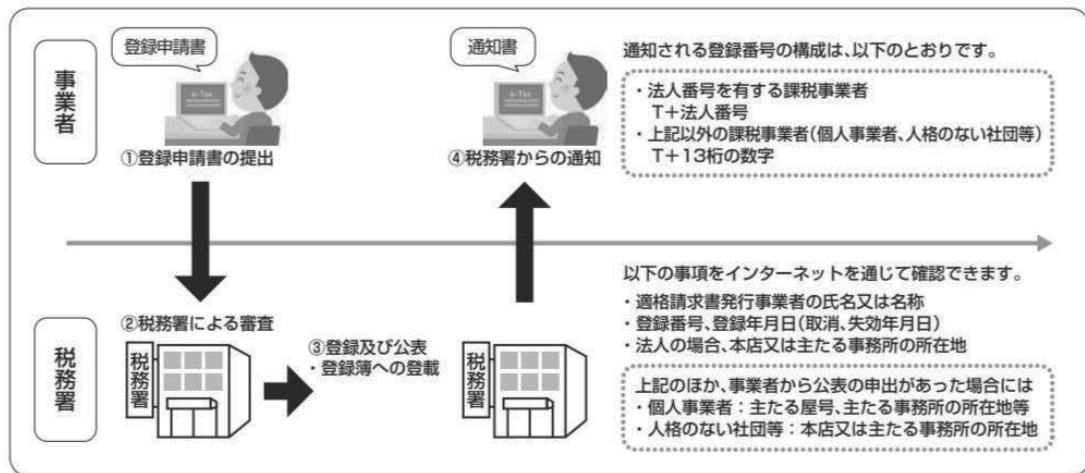 事業者
登録申請書
e-Tax
①登録申請書の提出
通知書
e-Tax
④税務署からの通知
通知される登録番号の構成は、以下のとおりです。
・法人番号を有する課税事業者
T＋法人番号
・上記以外の課税事業者（個人事業者、人格のない社団等）
T＋13桁の数字
税務署
②税務署による審査
税務署
③登録及び公表
・登録簿への登載
税務署
以下の事項をインターネットを通じて確認できます。
・適格請求書発行事業者の氏名又は名称
・登録番号、登録年月日（取消、失効年月日）
・法人の場合、本店又は主たる事務所の所在地
上記のほか、事業者から公表の申出があった場合には
・個人事業者：主たる屋号、主たる事務所の所在地等
・人格のない社団等：本店又は主たる事務所の所在地